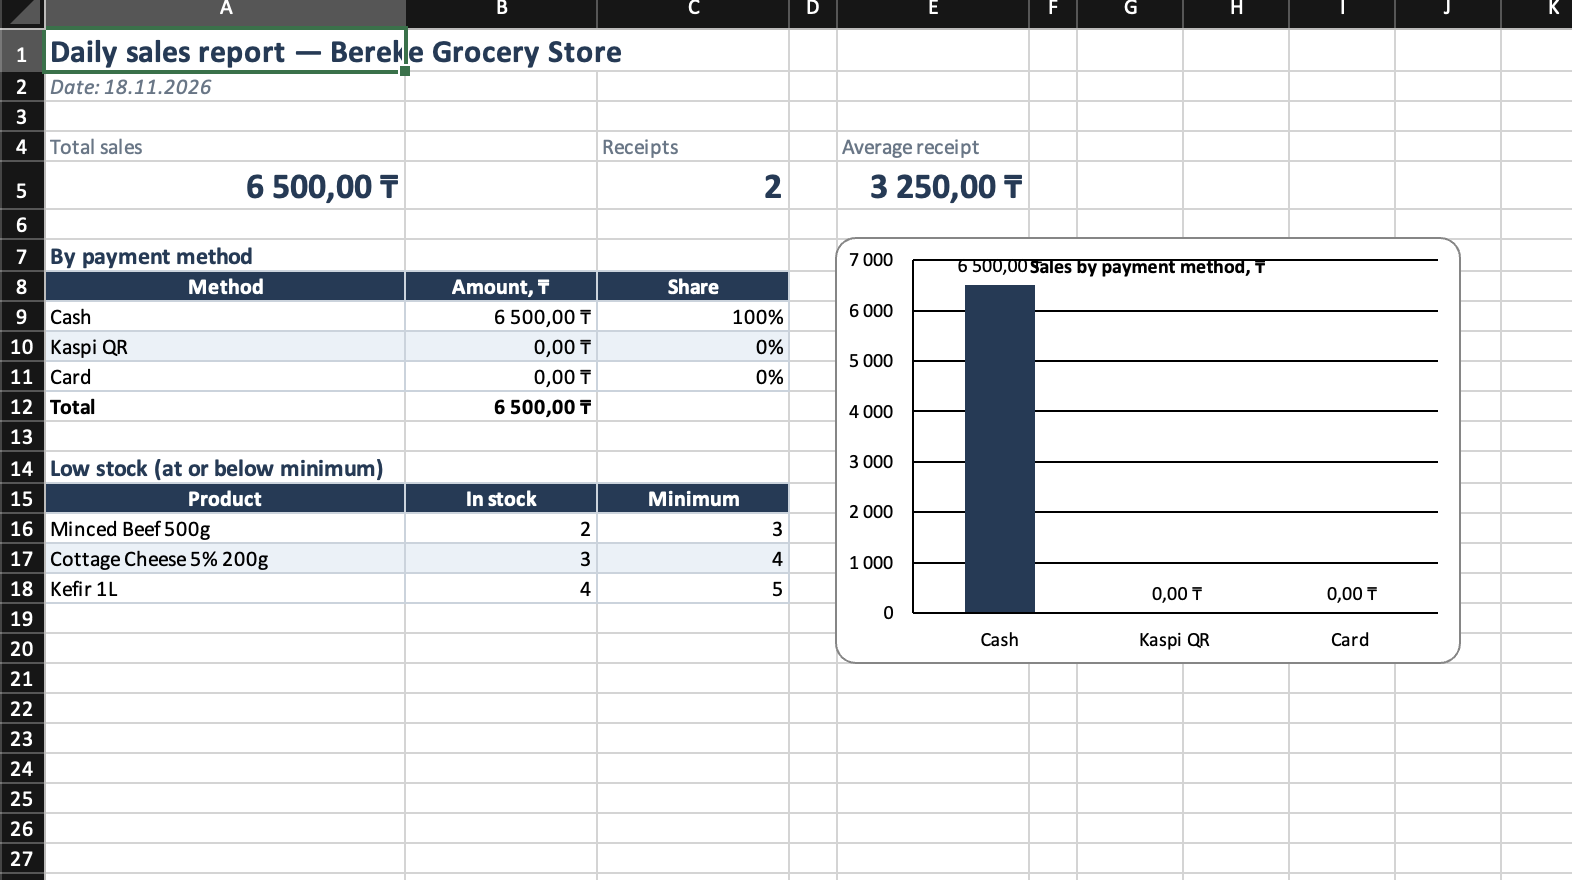 A B C D E F G H I J K
1 Daily sales report — Bereke Grocery Store
2 Date: 18.11.2026
3
4 Total sales Receipts Average receipt
5 6 500,00 ₸ 2 3 250,00 ₸
6
7 By payment method
8 Method Amount, ₸ Share
9 Cash 6 500,00 ₸ 100%
10 Kaspi QR 0,00 ₸ 0%
11 Card 0,00 ₸ 0%
12 Total 6 500,00 ₸
13
14 Low stock (at or below minimum)
15 Product In stock Minimum
16 Minced Beef 500g 2 3
17 Cottage Cheese 5% 200g 3 4
18 Kefir 1L 4 5
19
20
21
22
23
24
25
26
27
Sales by payment method, ₸
7 000
6 500,00 ₸
6 000
5 000
4 000
3 000
2 000
1 000
0,00 ₸ 0,00 ₸
0
Cash Kaspi QR Card